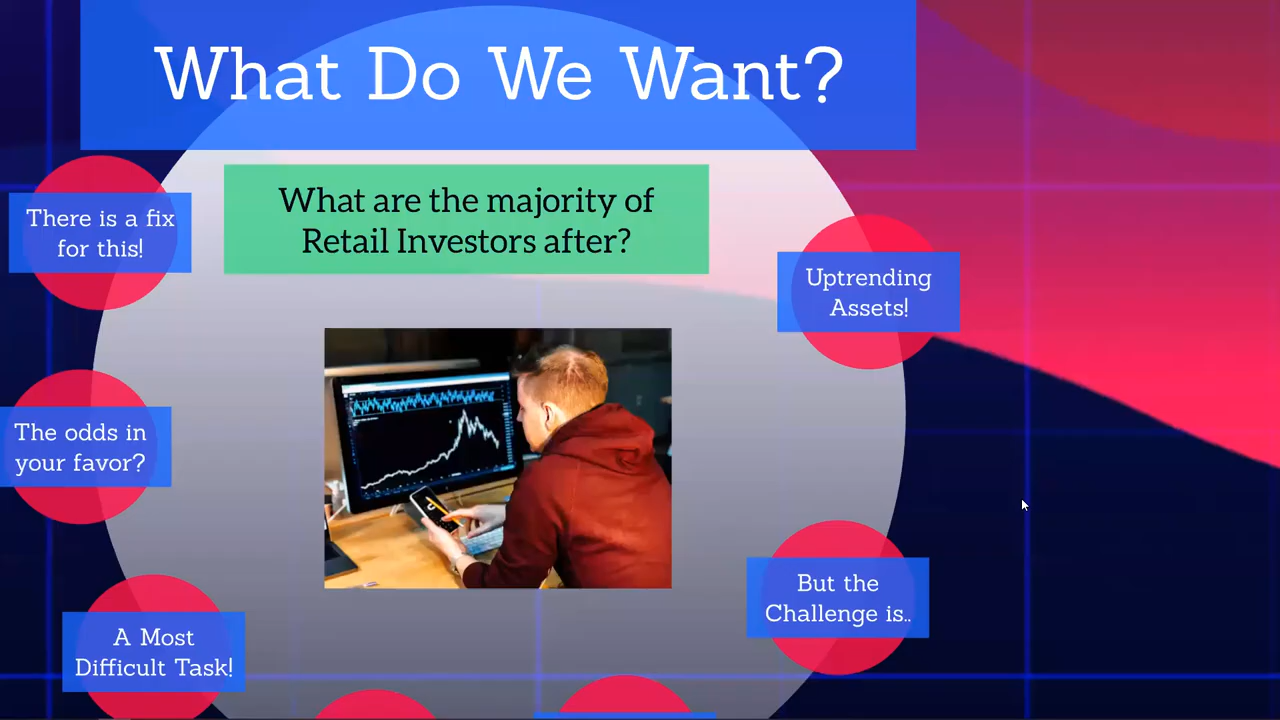 What Do We Want?
What are the majority of
Retail Investors after?
There is a fix
for this!
Uptrending
Assets!
The odds in
your favor?
But the
Challenge is..
A Most
Difficult Task!